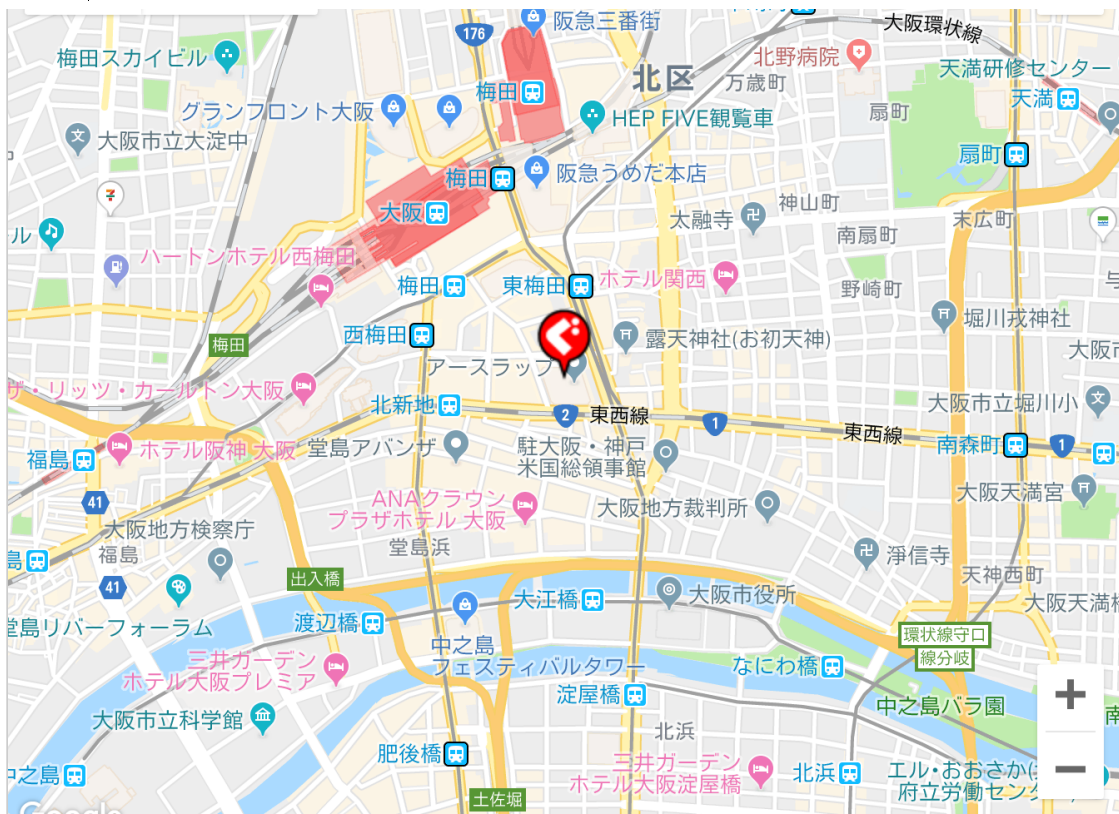 阪急三番街
176
大阪環状線
梅田スカイビル
北野病院
北区
万歳町
天満研修センター
梅田
グランフロント大阪
天満
HEP FIVE観覧車
扇町
大阪市立大淀中
扇町
梅田
阪急うめだ本店
大阪
神山町
太融寺
末広町
ル
南扇町
ハートンホテル西梅田
梅田
東梅田
ホテル関西
野崎町
堀川戎神社
西梅田
露天神社(お初天神)
梅田
大阪市
アースラップ
ザ・リッツ・カールトン大阪
北新地
2
東西線
1
大阪市立堀川小
東西線
南森町
1
堂島アバンザ
駐大阪・神戸
米国総領事館
ホテル阪神 大阪
福島
41
ANAクラウン
プラザホテル 大阪
大阪地方裁判所
大阪天満宮
大阪地方検察庁
堂島浜
福島
島
淨信寺
41
出入橋
天神西町
大江橋
大阪市役所
大阪天満橋
堂島リバーフォーラム
渡辺橋
環状線守口
線分岐
中之島
フェスティバルタワー
三井ガーデン
ホテル大阪プレミア
なにわ橋
淀屋橋
中之島バラ園
南
大阪市立科学館
北浜
肥後橋
三井ガーデン
ホテル大阪淀屋橋
中之島
北浜
エル・おおさか(
府立労働センタ
土佐堀
Google